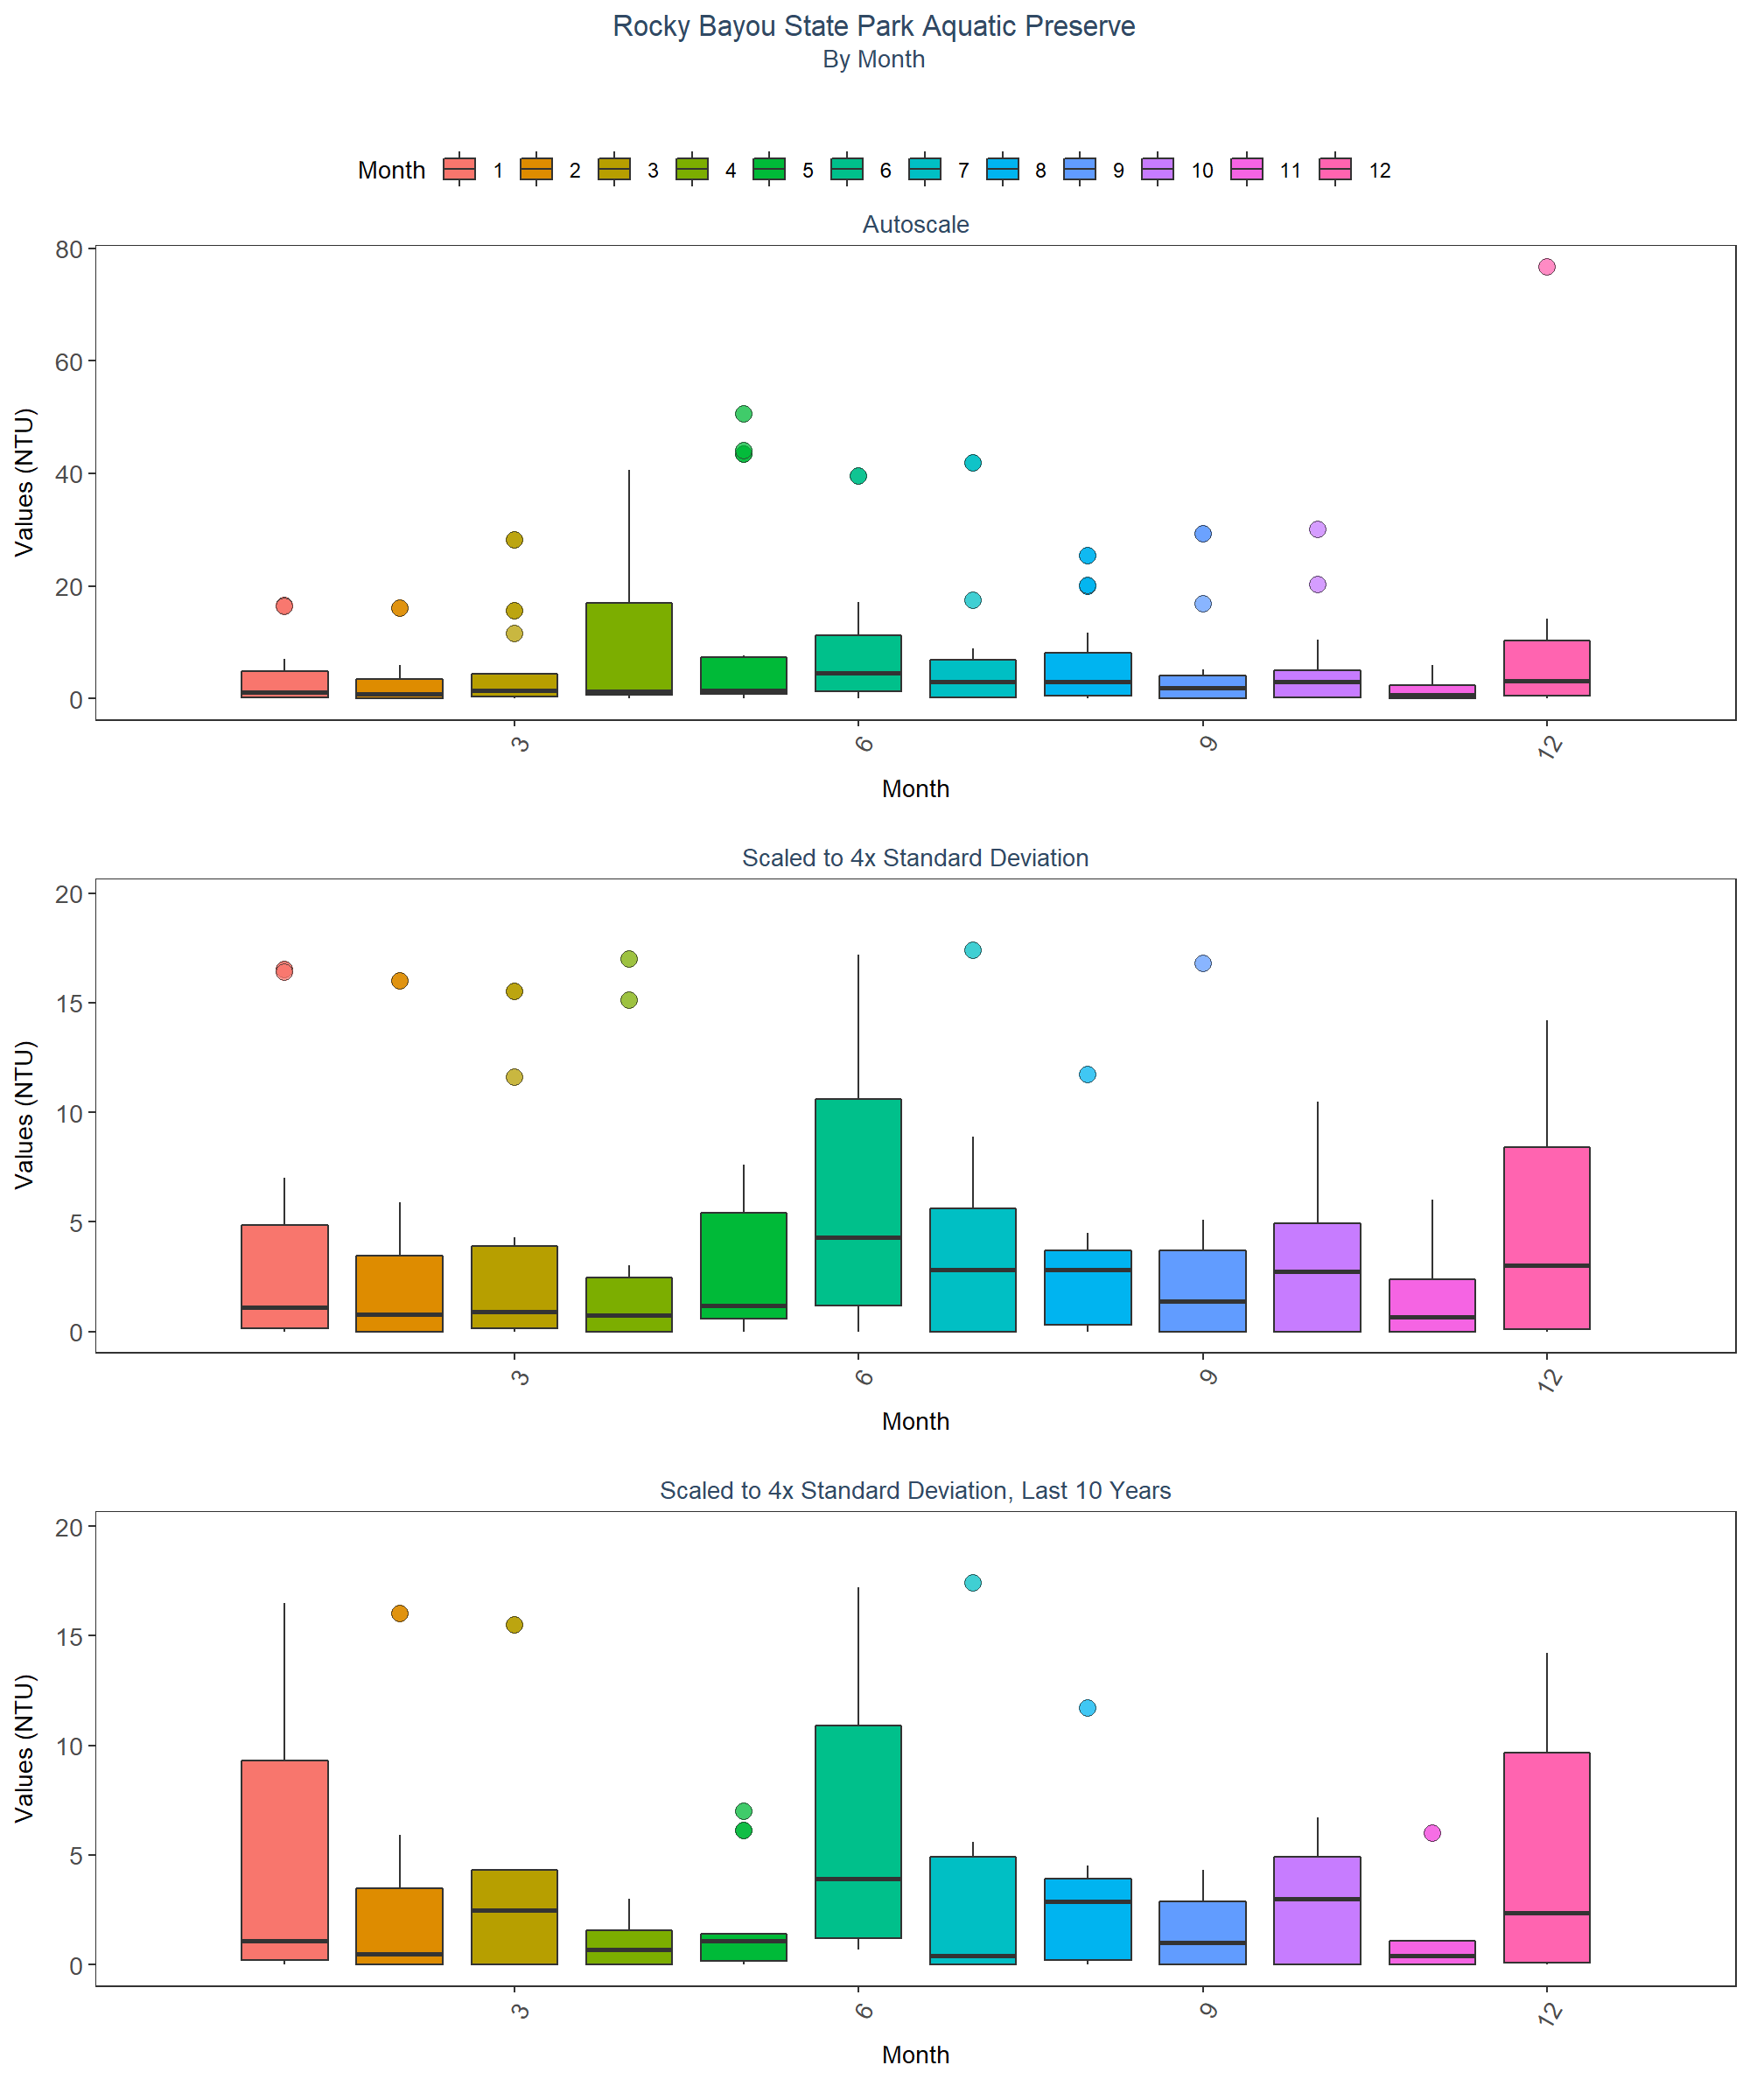 Rocky Bayou State Park Aquatic Preserve
By Month
Month 1 2 3 4 5 6 7 8 9 10 11 12
Autoscale
80
60
40
20
0
Values (NTU)
3 6 9 12
Month
Scaled to 4x Standard Deviation
20
15
10
5
0
Values (NTU)
3 6 9 12
Month
Scaled to 4x Standard Deviation, Last 10 Years
20
15
10
5
0
Values (NTU)
3 6 9 12
Month